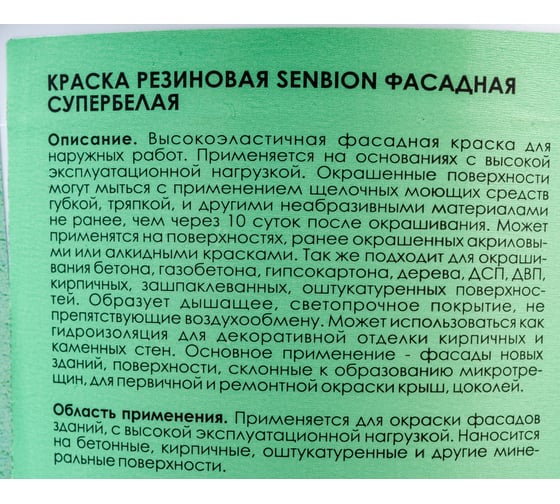 КРАСКА РЕЗИНОВАЯ SENBION ФАСАДНАЯ
СУПЕРБЕЛАЯ
Описание. Высокоэластичная фасадная краска для
наружных работ. Применяется на основаниях с высокой
эксплуатационной нагрузкой. Окрашенные поверхности
могут мыться с применением щелочных моющих средств
губкой, тряпкой, и другими неабразивными материалами
не ранее, чем через 10 суток после окрашивания. Может
применятся на поверхностях, ранее окрашенных акриловы-
ми или алкидными красками. Так же подходит для окраши-
вания бетона, газобетона, гипсокартона, дерева, ДСП, ДВП,
кирпичных, зашпаклеванных, оштукатуренных поверхнос-
тей. Образует дышащее, светопрочное покрытие, не
препятствующие воздухообмену. Может использоваться как
гидроизоляция для декоративной отделки кирпичных и
каменных стен. Основное применение - фасады новых
зданий, поверхности, склонные к образованию микротре-
щин, для первичной и ремонтной окраски крыш, цоколей.
Область применения. Применяется для окраски фасадов
зданий, с высокой эксплуатационной нагрузкой. Наносится
на бетонные, кирпичные, оштукатуренные и другие мине-
ральные поверхности.